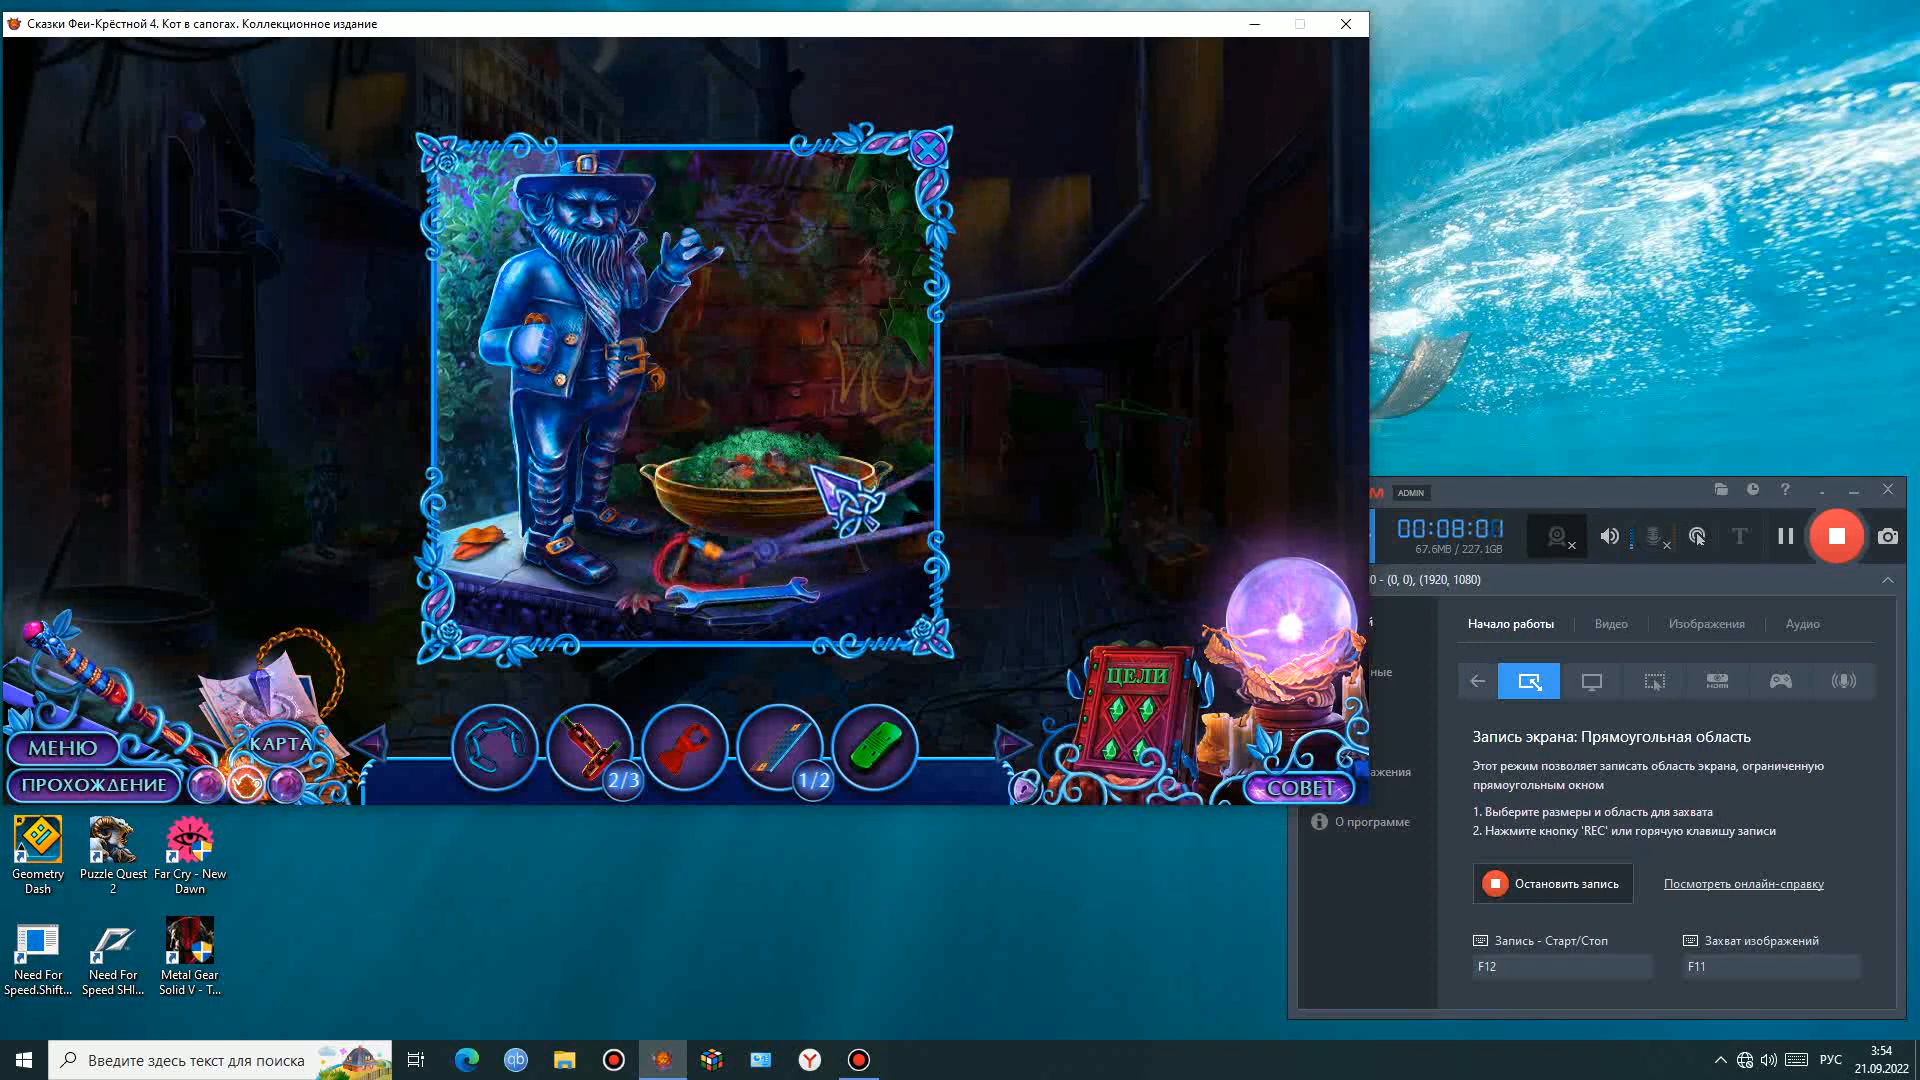 Сказки Феи-Крёстной 4. Кот в сапогах. Коллекционное издание
ЦЕЛИ
МЕНЮ
КАРТА
ПРОХОЖДЕНИЕ
2/3
1/2
СОВЕТ
M
ADMIN
00:08:01
67.6MB / 227.1GB
0 - (0, 0), (1920, 1080)
Начало работы
Видео
Изображения
Аудио
HDMI
Запись экрана: Прямоугольная область
Этот режим позволяет записать область экрана, ограниченную
прямоугольным окном
1. Выберите размеры и область для захвата
2. Нажмите кнопку 'REC' или горячую клавишу записи
О программе
Остановить запись
Посмотреть онлайн-справку
Запись - Старт/Стоп
Захват изображений
F12
F11
Geometry
Dash
Puzzle Quest
2
Far Cry - New
Dawn
Need For
Speed.Shift...
Need For
Speed SHI...
Metal Gear
Solid V - T...
Введите здесь текст для поиска
qb
РУС
3:54
21.09.2022